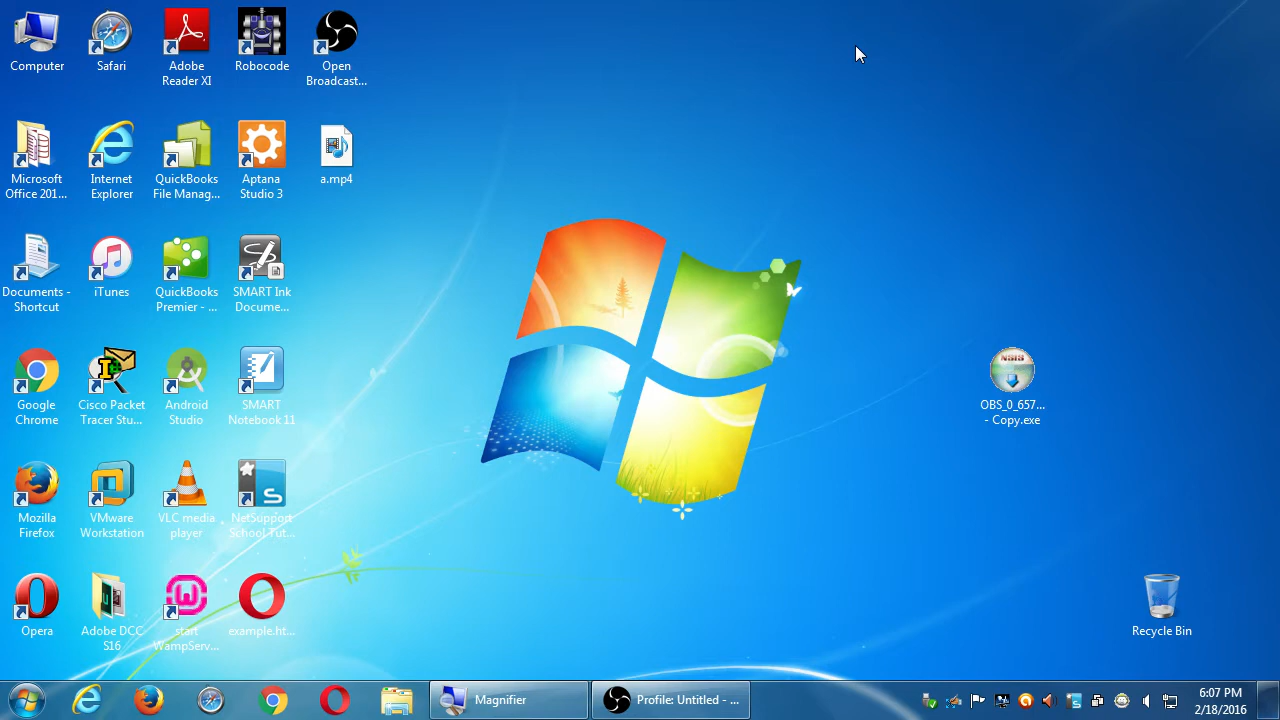 Computer
Safari
Adobe
Reader XI
Robocode
Open
Broadcast...
Microsoft
Office 201...
Internet
Explorer
QuickBooks
File Manag...
Aptana
Studio 3
a.mp4
Documents -
Shortcut
iTunes
QuickBooks
Premier - ...
SMART Ink
Docume...
Google
Chrome
Cisco Packet
Tracer Stu...
Android
Studio
SMART
Notebook 11
NSIS
OBS_0_657...
- Copy.exe
Mozilla
Firefox
VMware
Workstation
VLC media
player
NetSupport
School Tut...
Opera
Adobe DCC
S16
start
WampServ...
example.ht...
Recycle Bin
Magnifier
Profile: Untitled - ...
6:07 PM
2/18/2016